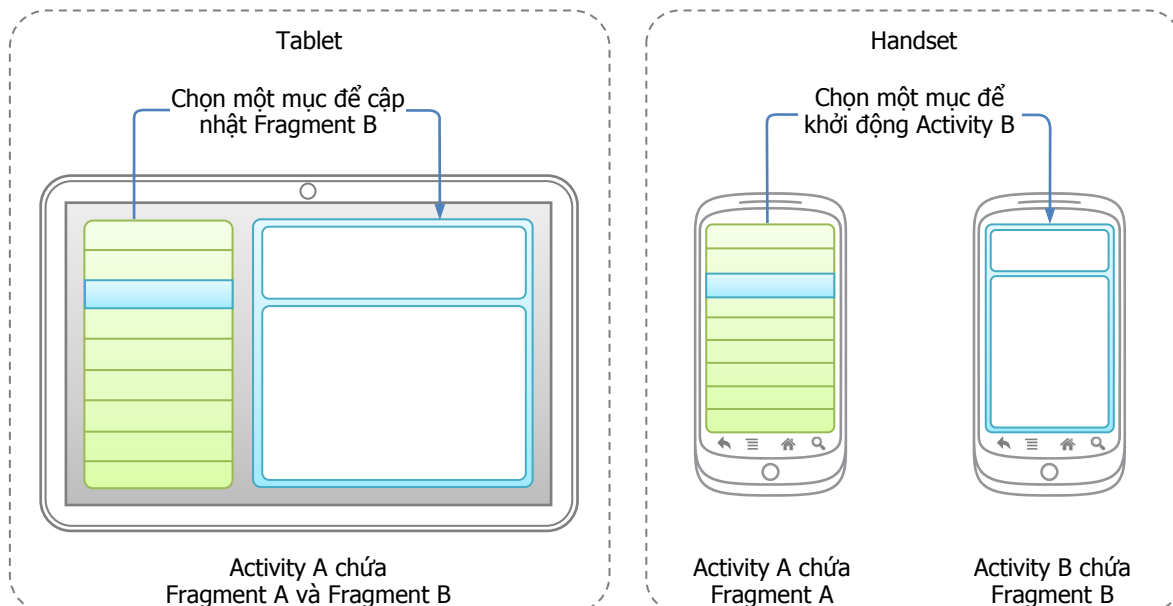 Tablet
Chọn một mục để cập
nhật Fragment B
Activity A chứa
Fragment A và Fragment B
Handset
Chọn một mục để
khởi động Activity B
Activity A chứa
Fragment A
Activity B chứa
Fragment B